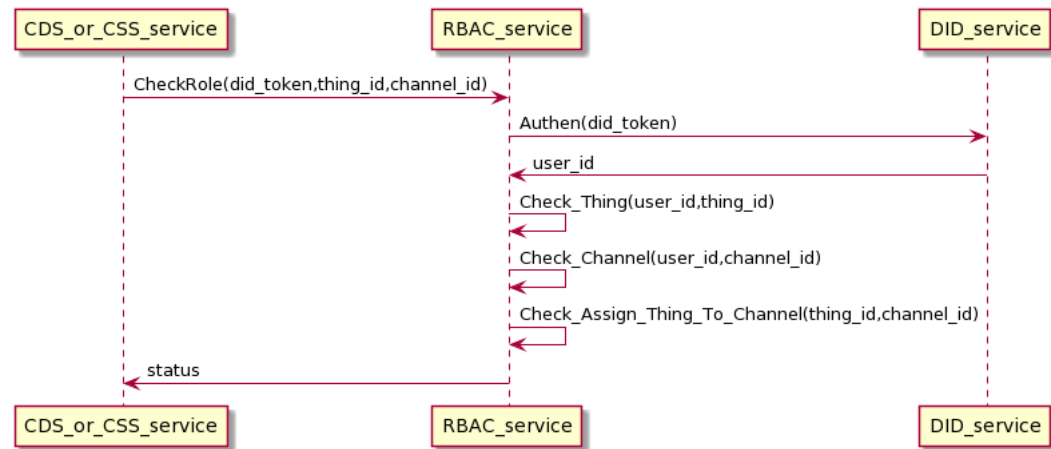 CDS_or_CSS_service
RBAC_service
DID_service
CheckRole(did_token,thing_id,channel_id)
Authen(did_token)
user_id
Check_Thing(user_id,thing_id)
Check_Channel(user_id,channel_id)
Check_Assign_Thing_To_Channel(thing_id,channel_id)
status
CDS_or_CSS_service
RBAC_service
DID_service